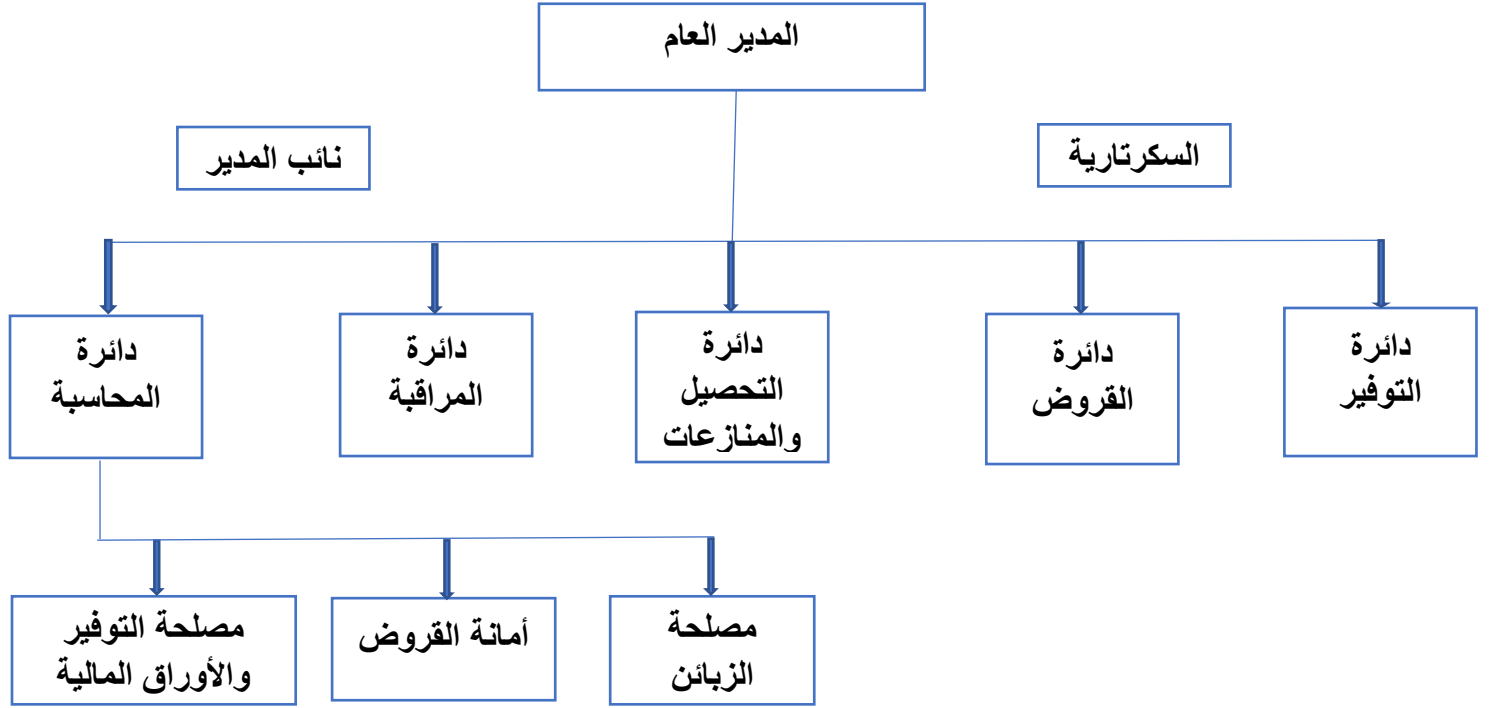 المدير العام
السكرتارية
نائب المدير
دائرة
التوفير
دائرة
القروض
دائرة
التحصيل
والمنازعات
دائرة
المراقبة
دائرة
المحاسبة
مصلحة
الزبائن
أمانة القروض
مصلحة التوفير
والأوراق المالية